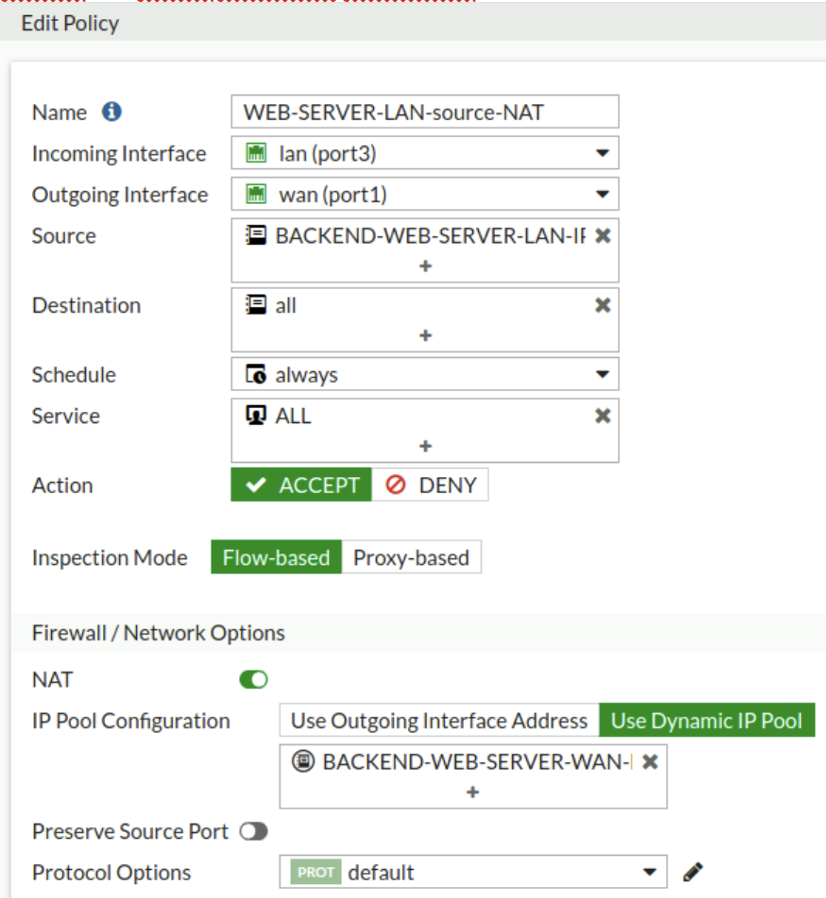 Edit Policy
Name
WEB-SERVER-LAN-source-NAT
Incoming Interface
lan (port3)
Outgoing Interface
wan (port1)
Source
BACKEND-WEB-SERVER-LAN-
Destination
all
Schedule
always
Service
ALL
Action
ACCEPT
DENY
Inspection Mode
Flow-based
Proxy-based
Firewall / Network Options
NAT
IP Pool Configuration
Use Outgoing Interface Address
Use Dynamic IP Pool
BACKEND-WEB-SERVER-WAN-
Preserve Source Port
Protocol Options
PROT
default